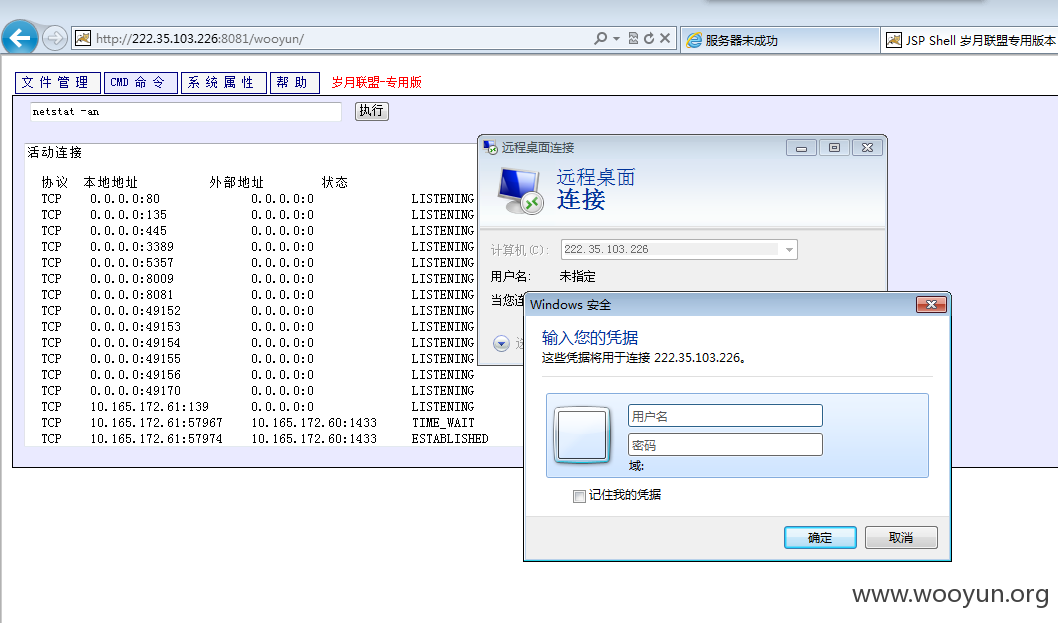 http://222.35.103.226:8081/wooyun/
服务器未成功
JSP Shell 岁月联盟专用版本
文件管理
CMD 命令
系统属性
帮助
岁月联盟-专用版
netstat -an
执行
活动连接
协议 本地地址 外部地址 状态
TCP 0.0.0.0:80 0.0.0.0:0 LISTENING
TCP 0.0.0.0:135 0.0.0.0:0 LISTENING
TCP 0.0.0.0:445 0.0.0.0:0 LISTENING
TCP 0.0.0.0:3389 0.0.0.0:0 LISTENING
TCP 0.0.0.0:5357 0.0.0.0:0 LISTENING
TCP 0.0.0.0:8009 0.0.0.0:0 LISTENING
TCP 0.0.0.0:8081 0.0.0.0:0 LISTENING
TCP 0.0.0.0:49152 0.0.0.0:0 LISTENING
TCP 0.0.0.0:49153 0.0.0.0:0 LISTENING
TCP 0.0.0.0:49154 0.0.0.0:0 LISTENING
TCP 0.0.0.0:49155 0.0.0.0:0 LISTENING
TCP 0.0.0.0:49156 0.0.0.0:0 LISTENING
TCP 0.0.0.0:49170 0.0.0.0:0 LISTENING
TCP 10.165.172.61:139 0.0.0.0:0 LISTENING
TCP 10.165.172.61:57967 10.165.172.60:1433 TIME_WAIT
TCP 10.165.172.61:57974 10.165.172.60:1433 ESTABLISHED
远程桌面连接
远程桌面
连接
计算机(C): 222.35.103.226
用户名: 未指定
当您
Windows 安全
输入您的凭据
这些凭据将用于连接 222.35.103.226。
用户名
密码
域:
记住我的凭据
确定
取消
www.wooyun.org